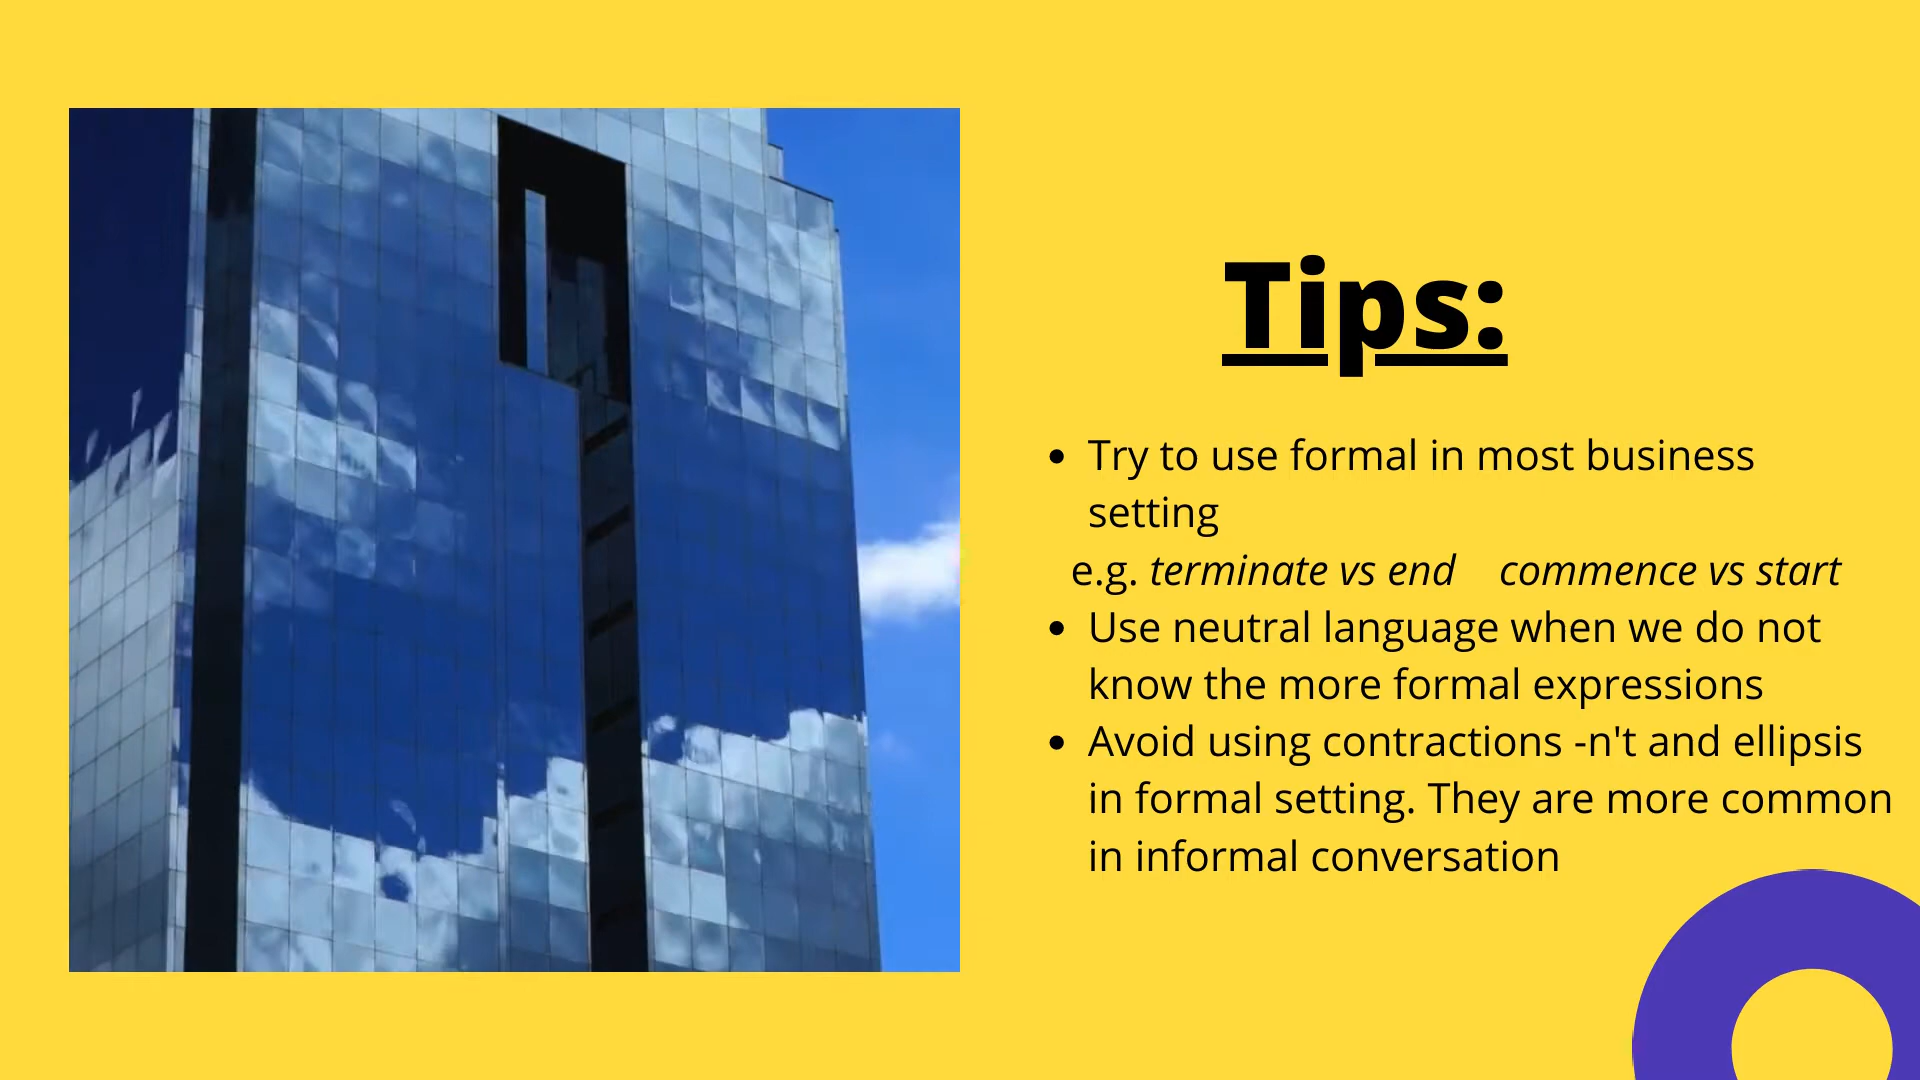 Tips:
• Try to use formal in most business
setting
e.g. terminate vs end commence vs start
• Use neutral language when we do not
know the more formal expressions
• Avoid using contractions -n't and ellipsis
in formal setting. They are more common
in informal conversation